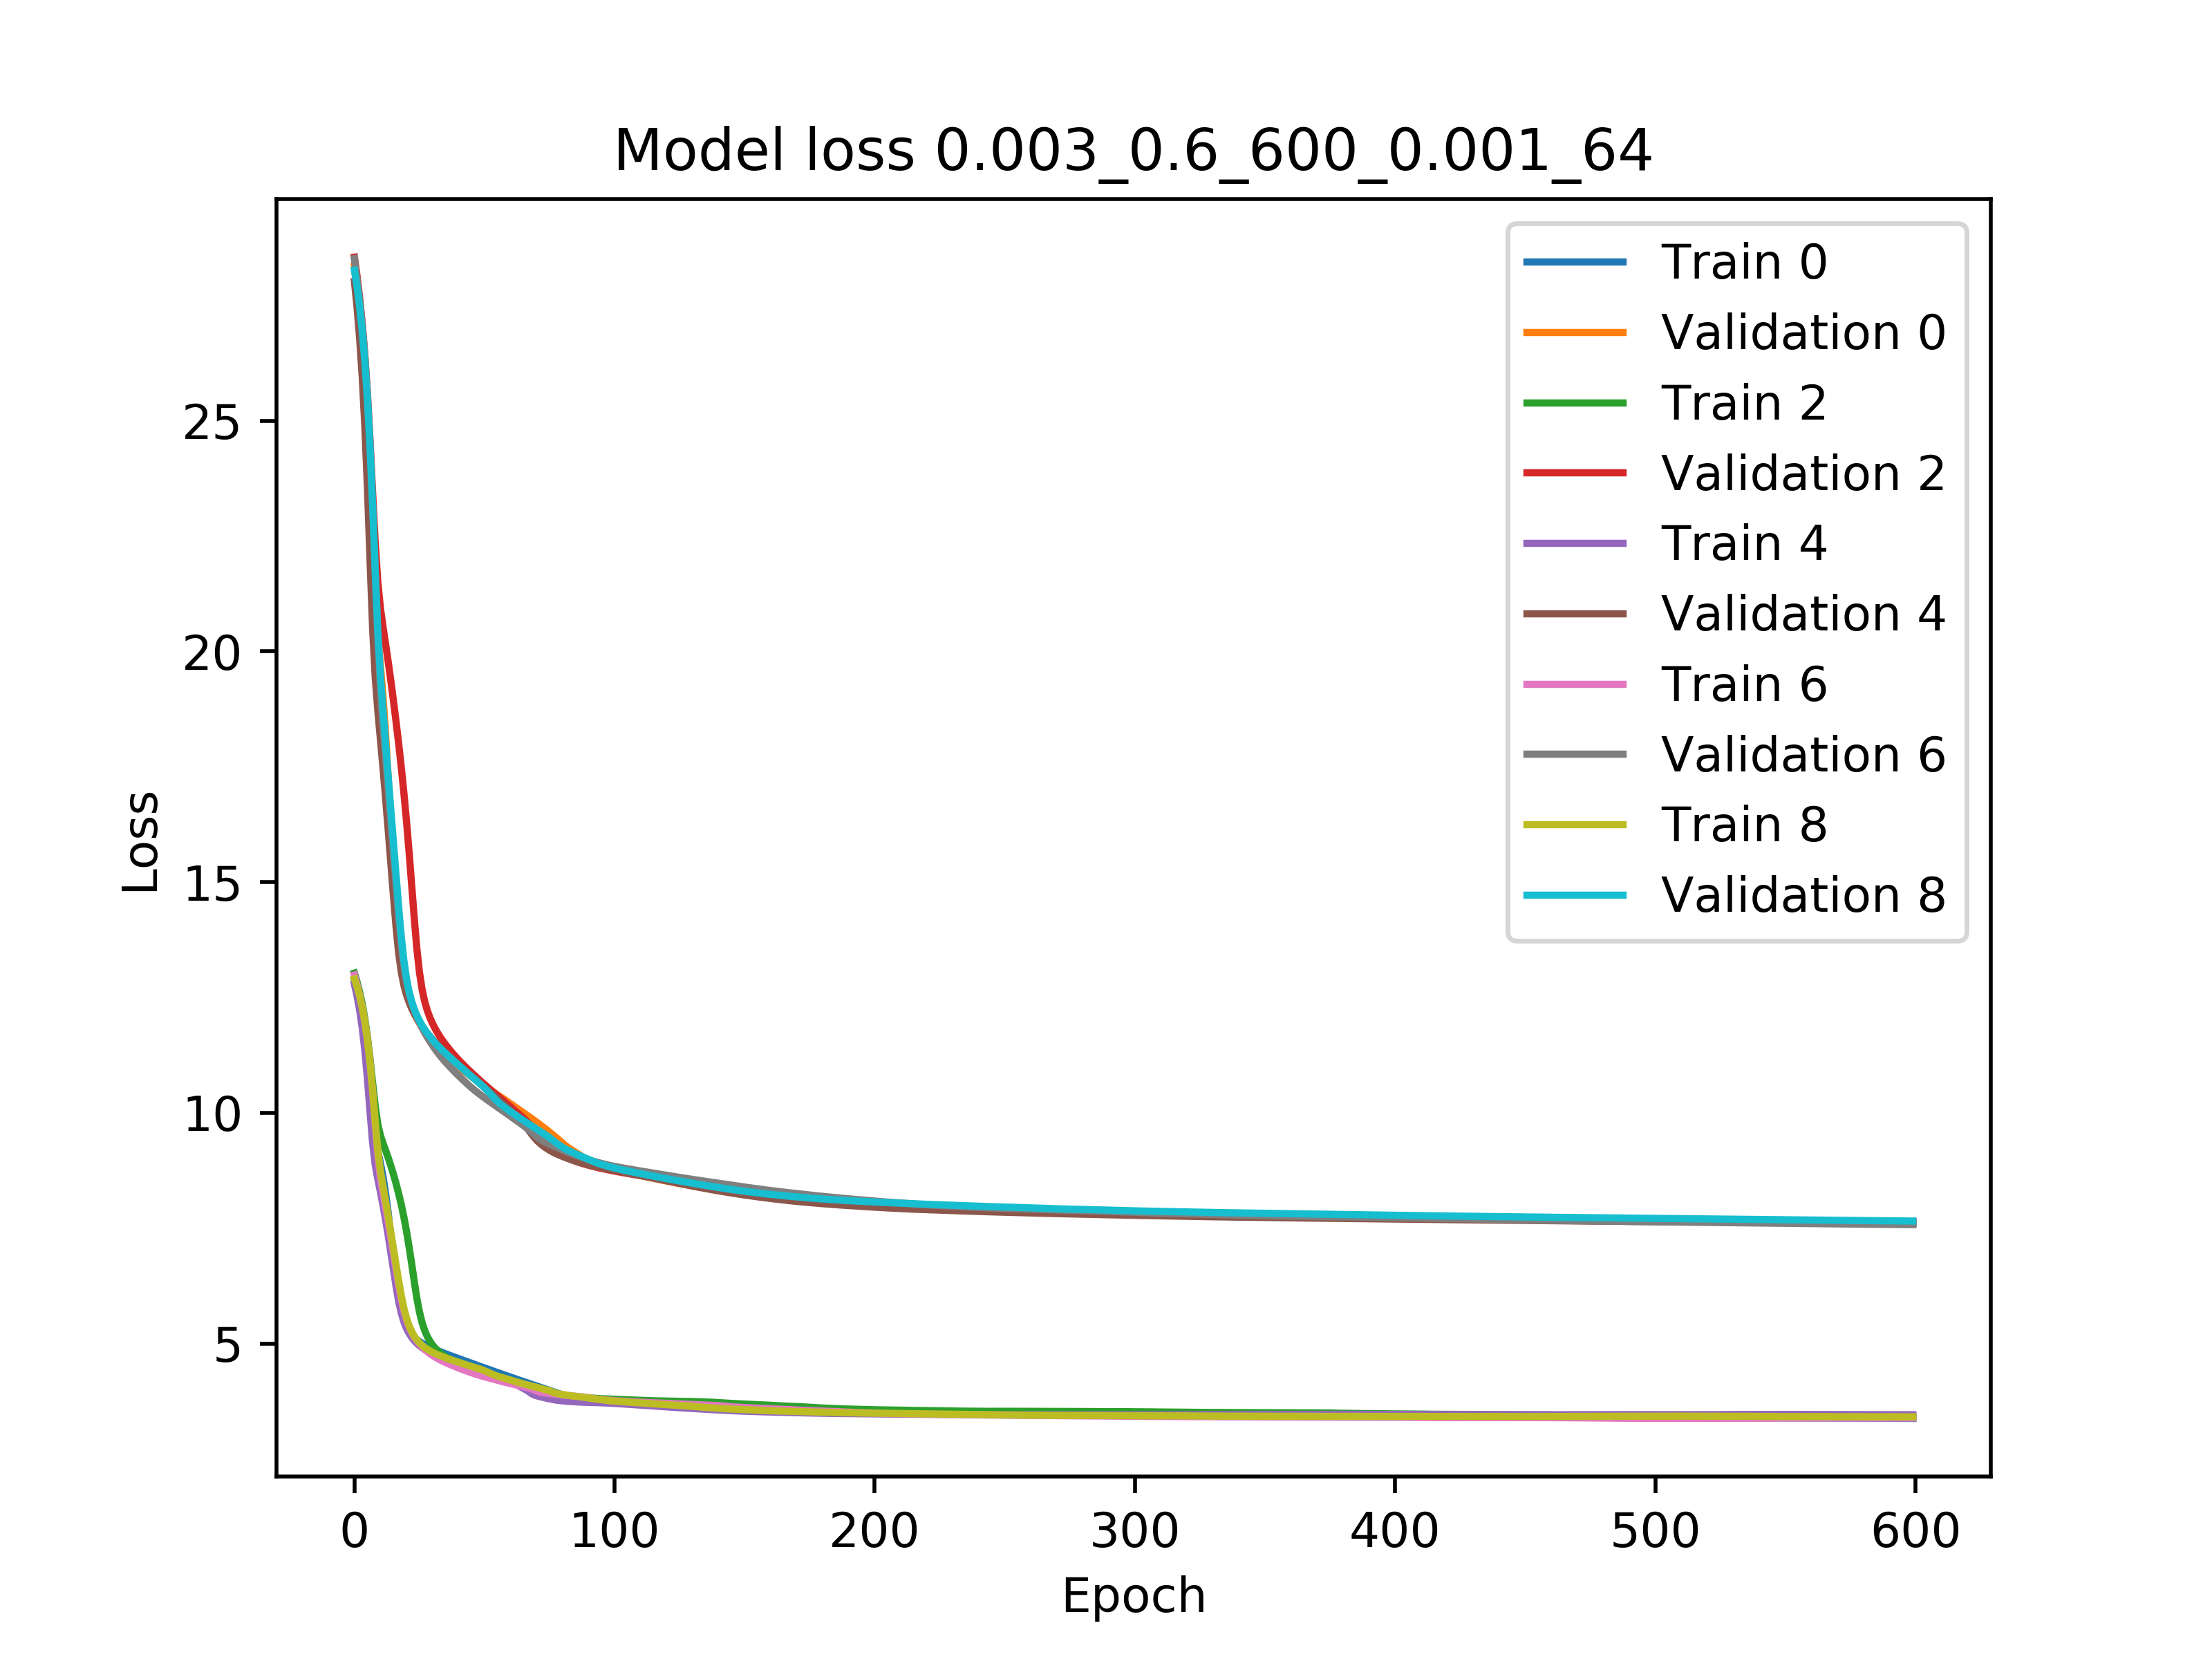 Model loss 0.003_0.6_600_0.001_64
Train 0
Validation 0
Train 2
Validation 2
Train 4
Validation 4
Train 6
Validation 6
Train 8
Validation 8
Loss
25
20
15
10
5
0 100 200 300 400 500 600
Epoch